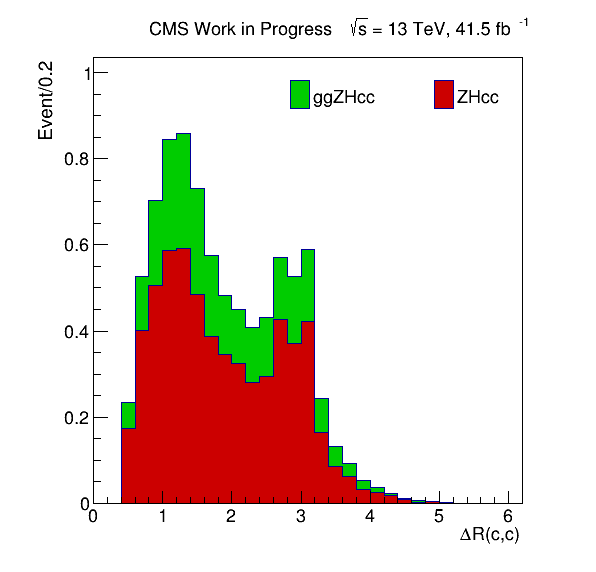 CMS Work in Progress √s = 13 TeV, 41.5 fb⁻¹
Event/0.2
1
ggZHcc ZHcc
0.8
0.6
0.4
0.2
0
0 1 2 3 4 5 6
ΔR(c,c)